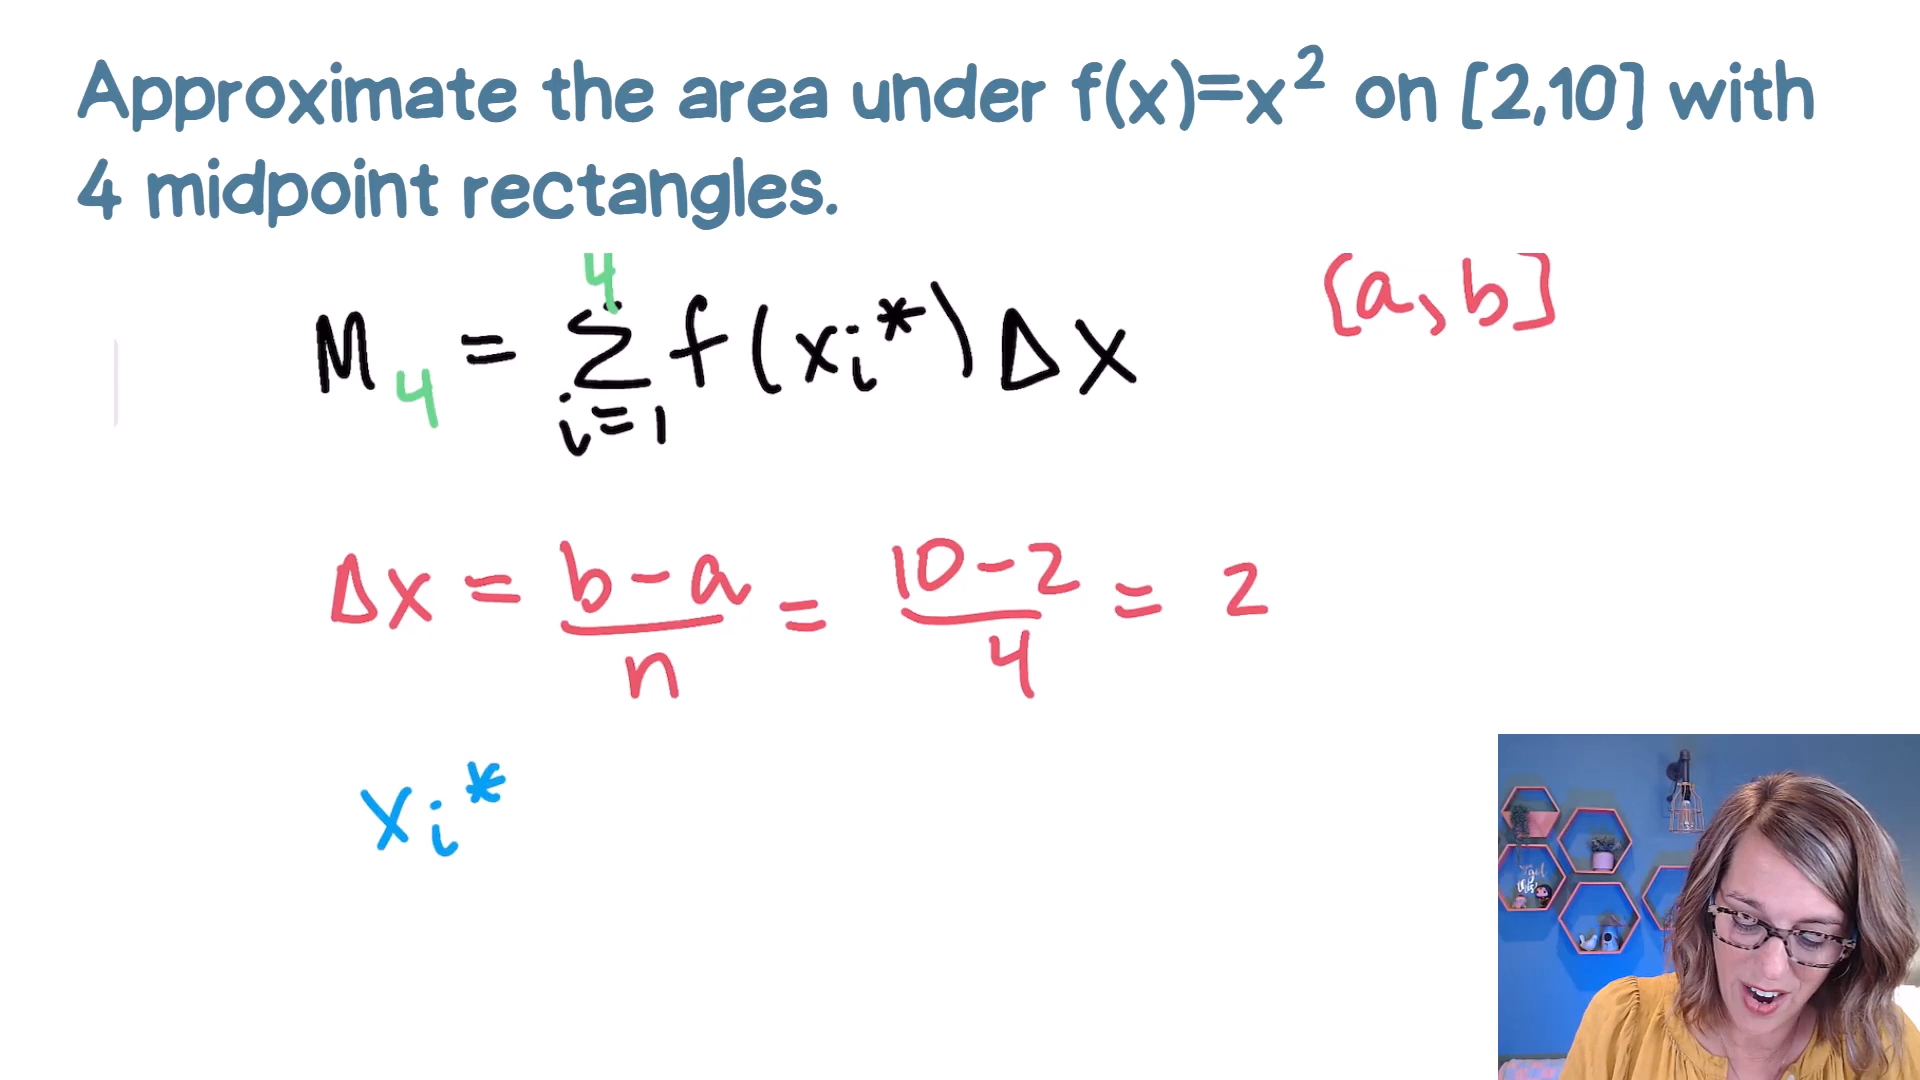 Approximate the area under f(x)=x² on [2,10] with
4 midpoint rectangles.
M₄ = 4 Σ i=1 f(xᵢ*) Δx
[a, b]
Δx = b-a / n = 10-2 / 4 = 2
xᵢ*